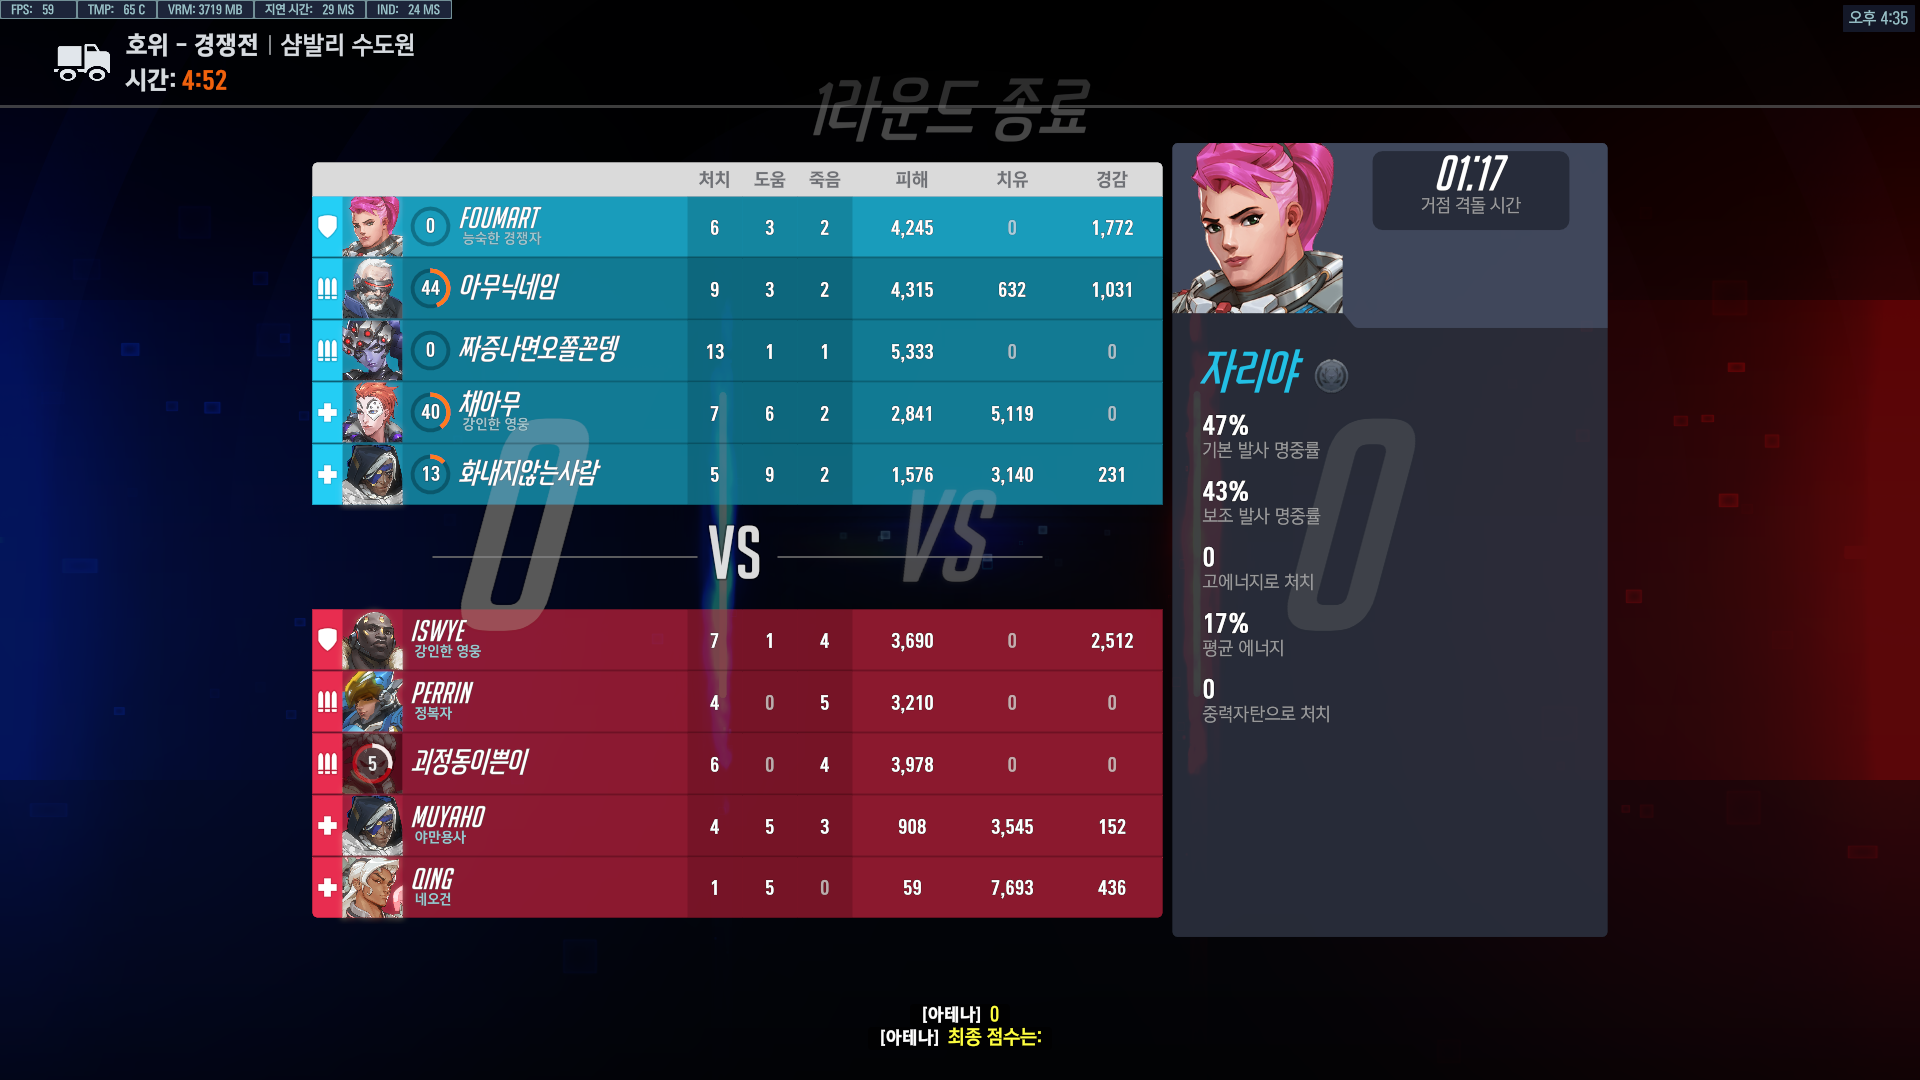 FPS: 59 TMP: 65 C VRM: 3719 MB 지연 시간: 29 MS IND: 24 MS
오후 4:35
호위 - 경쟁전 | 샴발리 수도원
시간: 4:52
1라운드 종료
처치 도움 죽음 피해 치유 경감
0 FOUMART 6 3 2 4,245 0 1,772
능숙한 경쟁자
44 아무닉네임 9 3 2 4,315 632 1,031
0 짜증나면오쫄꼰뎅 13 1 1 5,333 0 0
40 채아무 7 6 2 2,841 5,119 0
강인한 영웅
13 화내지않는사람 5 9 2 1,576 3,140 231
0 VS 0
VS
ISWYE 7 1 4 3,690 0 2,512
강인한 영웅
PERRIN 4 0 5 3,210 0 0
정복자
5 괴정동이쁜이 6 0 4 3,978 0 0
MUYAHO 4 5 3 908 3,545 152
야만용사
QING 1 5 0 59 7,693 436
네오건
01:17
거점 격돌 시간
자리야
47%
기본 발사 명중률
43%
보조 발사 명중률
0
고에너지로 처치
17%
평균 에너지
0
중력자탄으로 처치
[아테나] 0
[아테나] 최종 점수는: